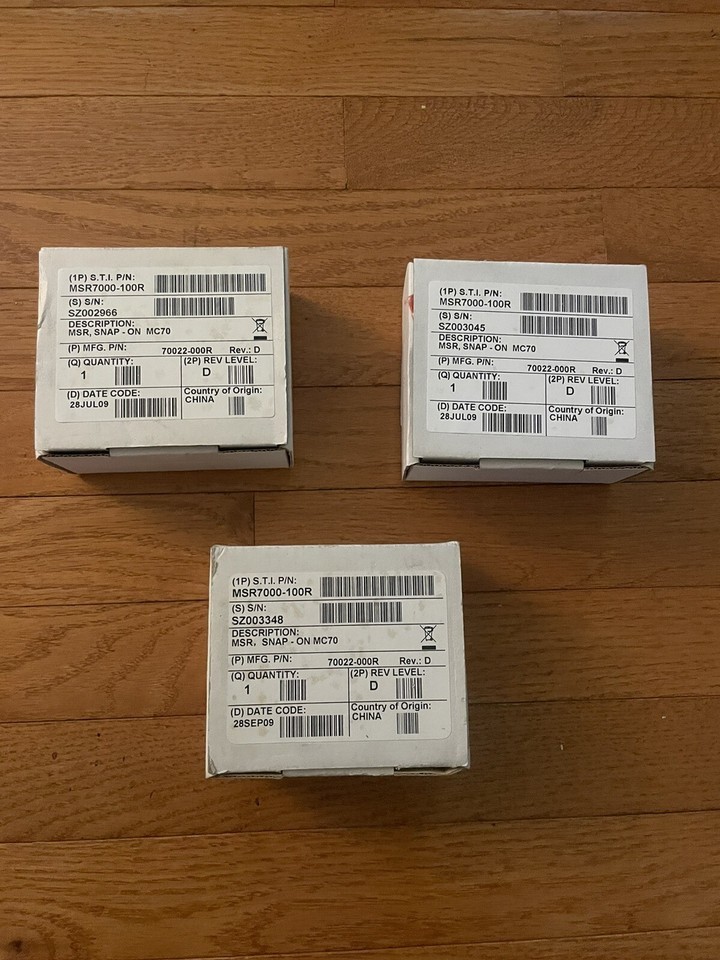 (1P) S.T.I. P/N:
MSR7000-100R
(S) S/N:
SZ002966
DESCRIPTION:
MSR, SNAP - ON MC70
(P) MFG. P/N: 70022-000R Rev.: D
(Q) QUANTITY:
1
(2P) REV LEVEL:
D
(D) DATE CODE:
28JUL09
Country of Origin:
CHINA
(1P) S.T.I. P/N:
MSR7000-100R
(S) S/N:
SZ003045
DESCRIPTION:
MSR, SNAP - ON MC70
(P) MFG. P/N: 70022-000R Rev.: D
(Q) QUANTITY:
1
(2P) REV LEVEL:
D
(D) DATE CODE:
28JUL09
Country of Origin:
CHINA
(1P) S.T.I. P/N:
MSR7000-100R
(S) S/N:
SZ003348
DESCRIPTION:
MSR, SNAP - ON MC70
(P) MFG. P/N: 70022-000R Rev.: D
(Q) QUANTITY:
1
(2P) REV LEVEL:
D
(D) DATE CODE:
28SEP09
Country of Origin:
CHINA